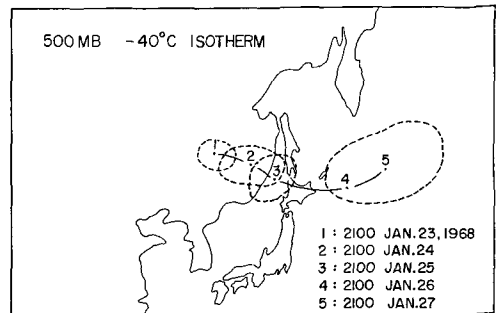 500 MB -40°C ISOTHERM
1
2
3
4
5
1 : 2100 JAN.23,1968
2 : 2100 JAN.24
3 : 2100 JAN.25
4 : 2100 JAN.26
5 : 2100 JAN.27